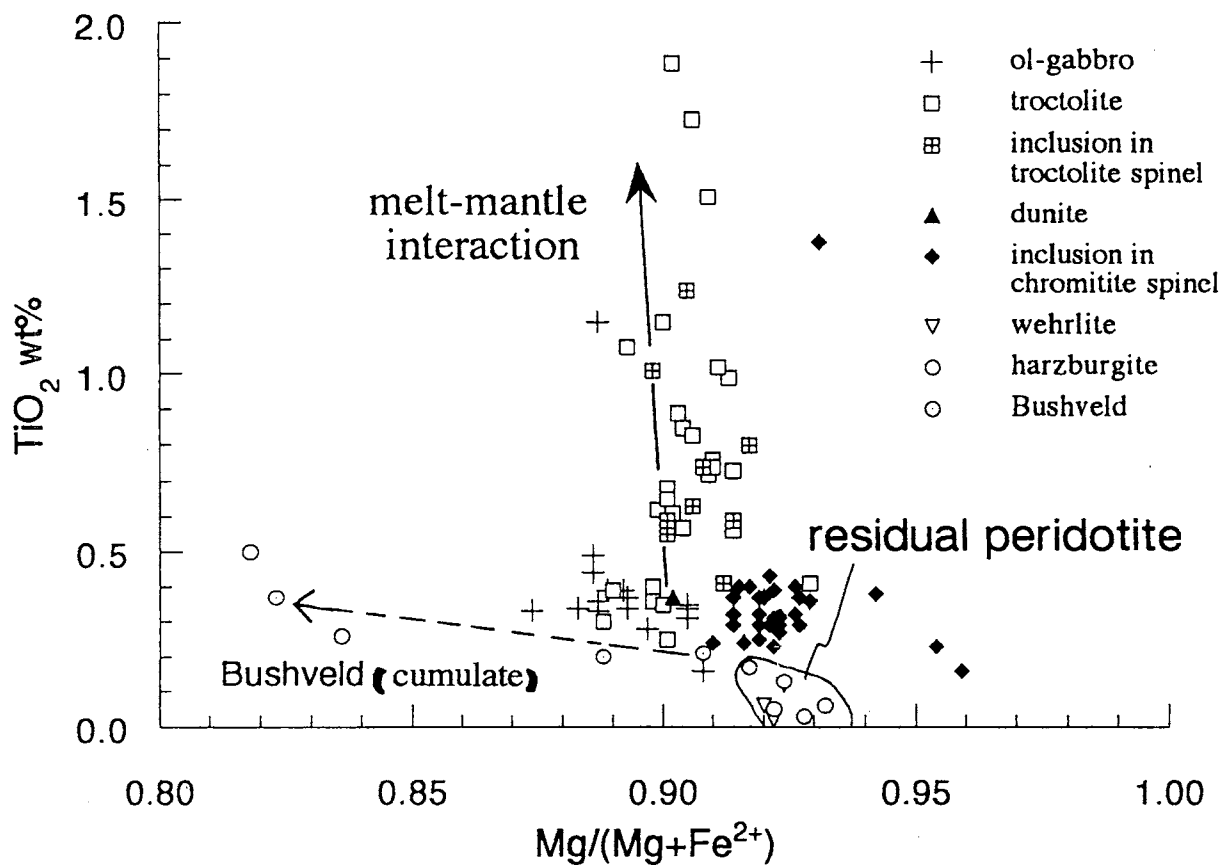 2.0
1.5
1.0
0.5
0.0
TiO2 wt%
0.80
0.85
0.90
0.95
1.00
Mg/(Mg+Fe2+)
melt-mantle
interaction
residual peridotite
Bushveld ( cumulate )
ol-gabbro
troctolite
inclusion in
troctolite spinel
dunite
inclusion in
chromitite spinel
wehrlite
harzburgite
Bushveld